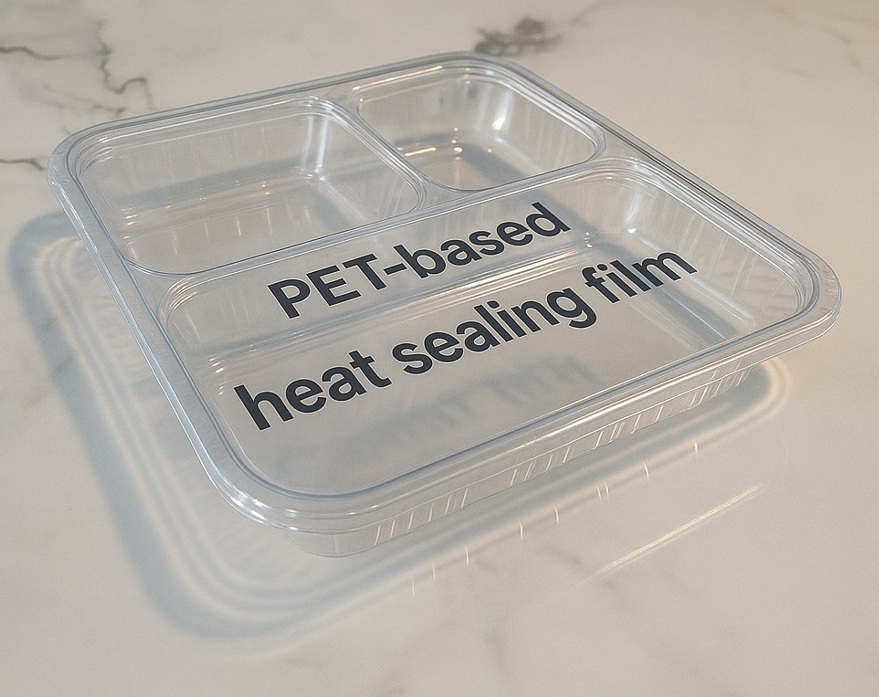 PET-based
heat sealing film